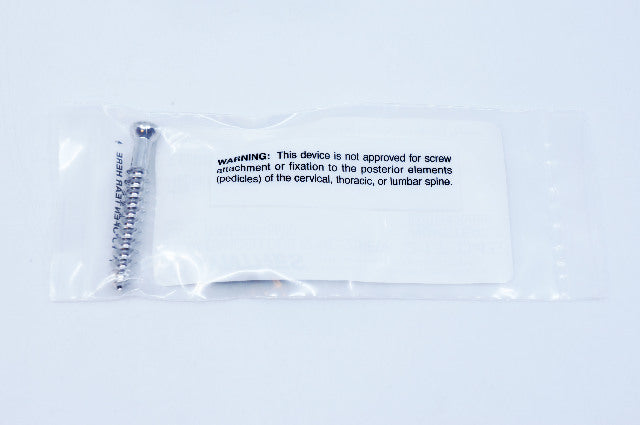 WARNING: This device is not approved for screw
attachment or fixation to the posterior elements
(pedicles) of the cervical, thoracic, or lumbar spine.
TEAR HERE